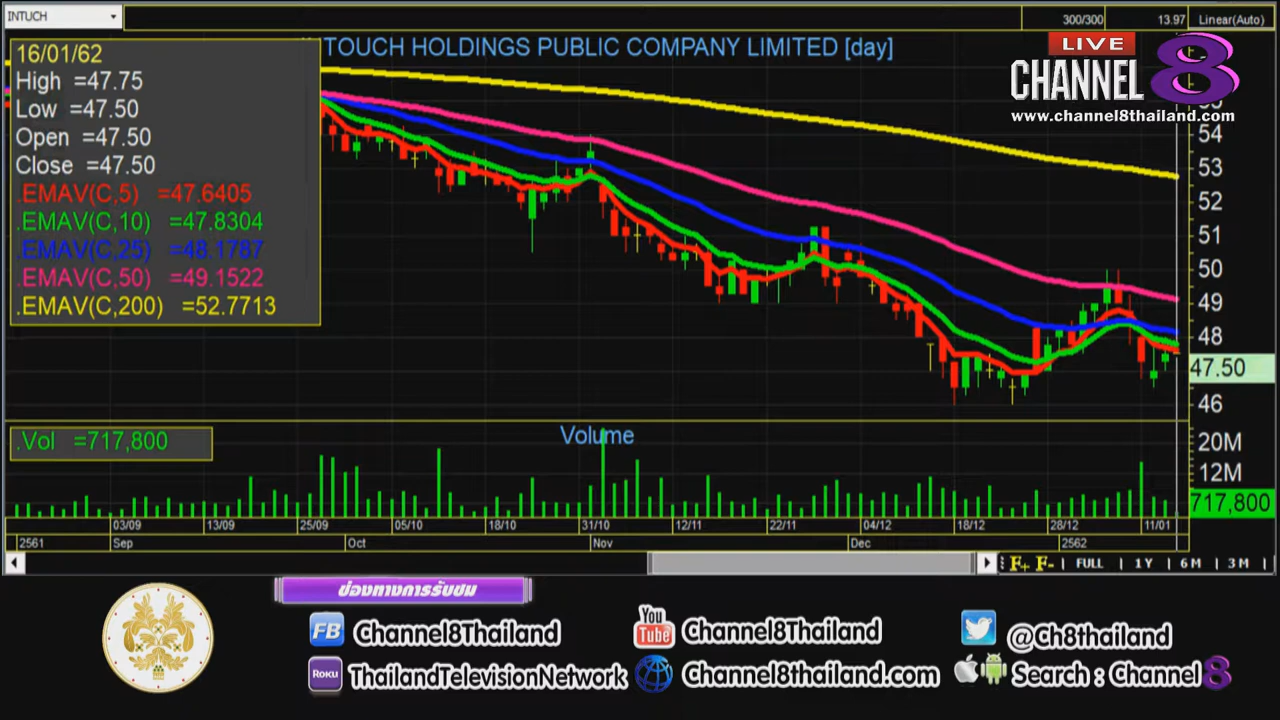 INTUCH
300/300
13.97
Linear(Auto)
16/01/62
High =47.75
Low =47.50
Open =47.50
Close =47.50
.EMAV(C,5) =47.6405
.EMAV(C,10) =47.8304
.EMAV(C,25) =48.1787
.EMAV(C,50) =49.1522
.EMAV(C,200) =52.7713
NTOUCH HOLDINGS PUBLIC COMPANY LIMITED [day]
LIVE
CHANNEL 8
www.channel8thailand.com
54
53
52
51
50
49
48
47.50
46
.Vol =717,800
Volume
20M
12M
717,800
03/09 13/09 25/09 05/10 18/10 31/10 12/11 22/11 04/12 18/12 28/12 11/01
2561 Sep Oct Nov Dec 2562
F+ F- FULL 1Y 6M 3M
ช่องทางการรับชม
FB Channel8Thailand
You Tube Channel8Thailand
@Ch8thailand
ROKU ThailandTelevisionNetwork
Channel8thailand.com
Search : Channel 8